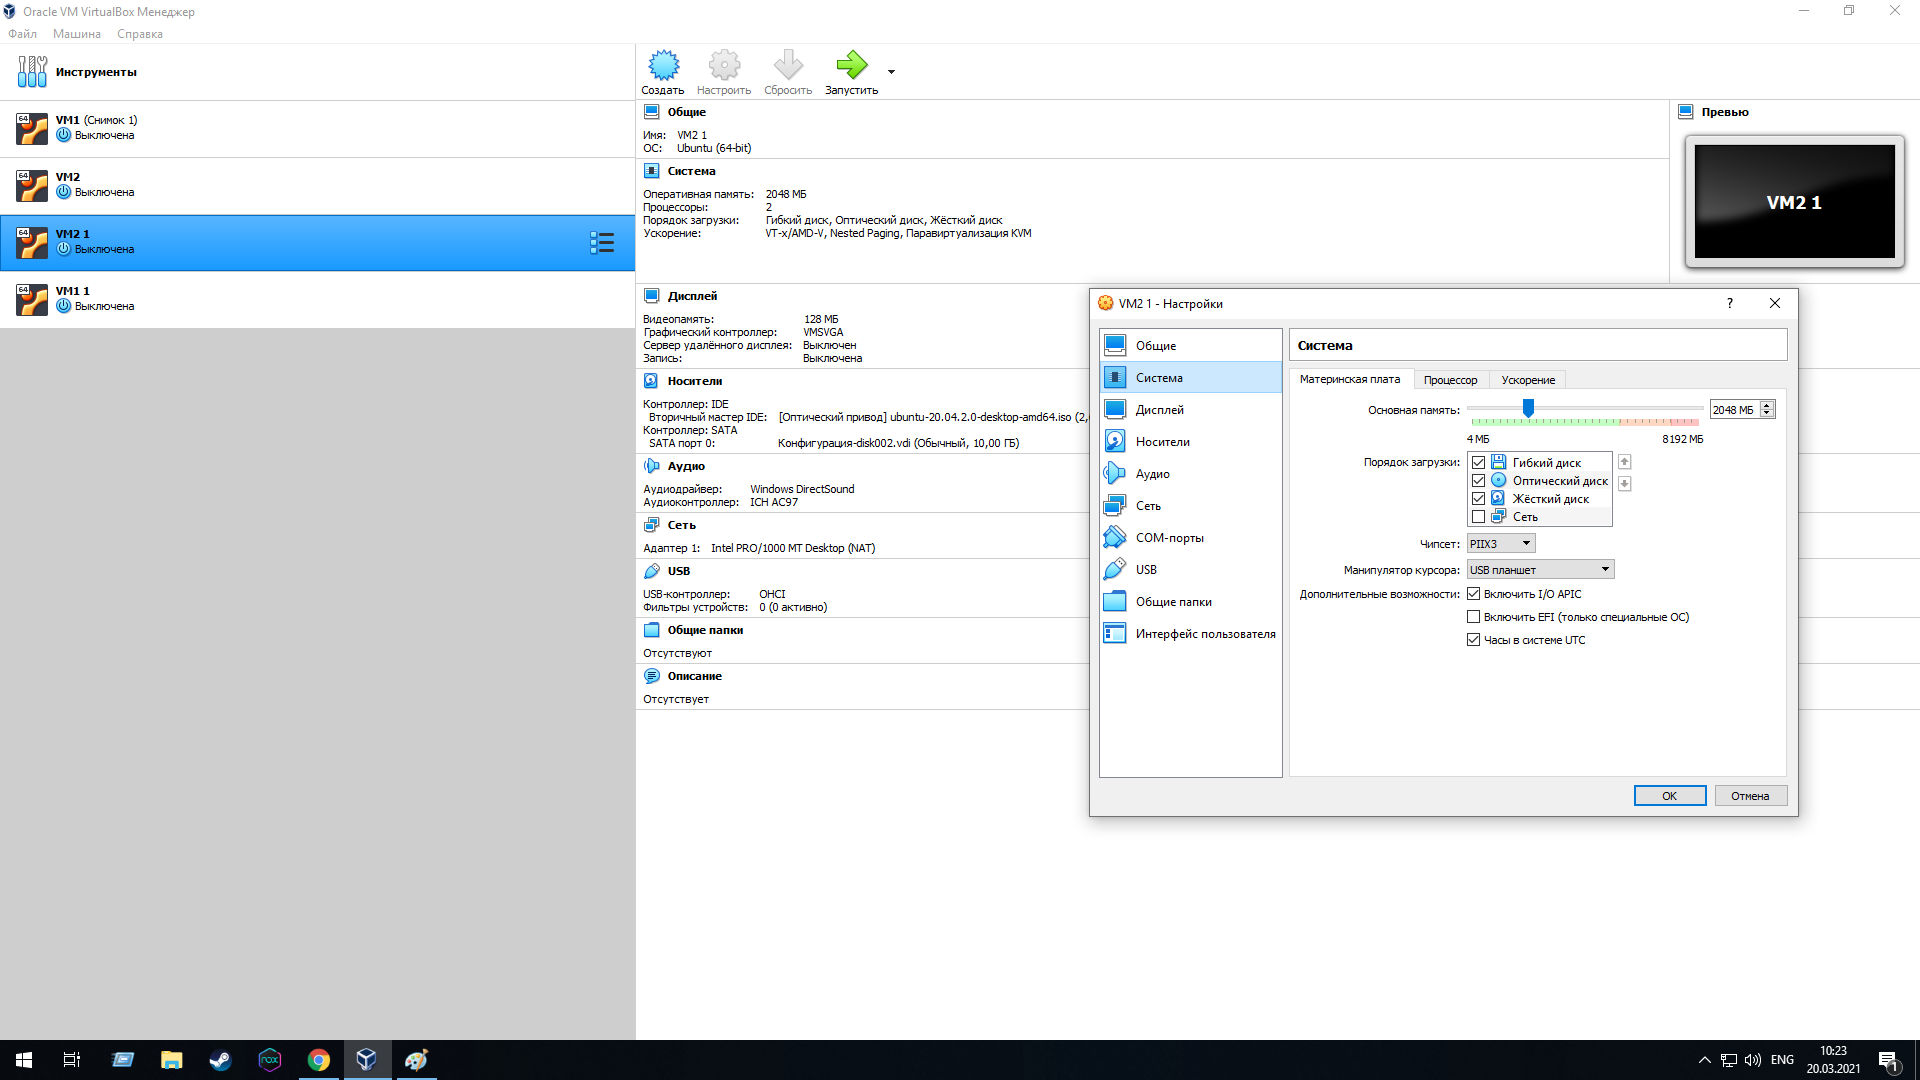 Oracle VM VirtualBox Менеджер
Файл Машина Справка
Инструменты
64 VM1 (Снимок 1)
Выключена
64 VM2
Выключена
64 VM2 1
Выключена
64 VM1 1
Выключена
Создать Настроить Сбросить Запустить
Общие
Имя: VM2 1
ОС: Ubuntu (64-bit)
Система
Оперативная память: 2048 МБ
Процессоры: 2
Порядок загрузки: Гибкий диск, Оптический диск, Жёсткий диск
Ускорение: VT-x/AMD-V, Nested Paging, Паравиртуализация KVM
Превью
VM2 1
Дисплей
Видеопамять: 128 МБ
Графический контроллер: VMSVGA
Сервер удалённого дисплея: Выключен
Запись: Выключена
Носители
Контроллер: IDE
Вторичный мастер IDE: [Оптический привод] ubuntu-20.04.2.0-desktop-amd64.iso (2,
Контроллер: SATA
SATA порт 0: Конфигурация-disk002.vdi (Обычный, 10,00 ГБ)
Аудио
Аудиодрайвер: Windows DirectSound
Аудиоконтроллер: ICH AC97
Сеть
Адаптер 1: Intel PRO/1000 MT Desktop (NAT)
USB
USB-контроллер: OHCI
Фильтры устройств: 0 (0 активно)
Общие папки
Отсутствуют
Описание
Отсутствует
VM2 1 - Настройки ?
Общие
Система
Дисплей
Носители
Аудио
Сеть
COM-порты
USB
Общие папки
Интерфейс пользователя
Система
Материнская плата Процессор Ускорение
Основная память: 2048 МБ
4 МБ 8192 МБ
Порядок загрузки: Гибкий диск
Оптический диск
Жёсткий диск
Сеть
Чипсет: PIIX3
Манипулятор курсора: USB планшет
Дополнительные возможности: Включить I/O APIC
Включить EFI (только специальные ОС)
Часы в системе UTC
OK Отмена
nox
ENG
10:23
20.03.2021
1